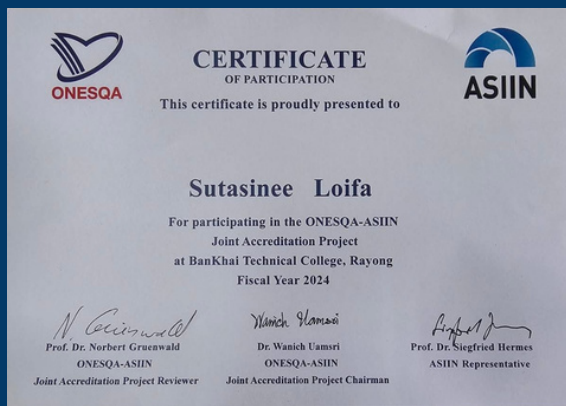 ONESQA
CERTIFICATE
OF PARTICIPATION
This certificate is proudly presented to
ASIIN
Sutasinee Loifa
For participating in the ONESQA-ASIIN
Joint Accreditation Project
at BanKhai Technical College, Rayong
Fiscal Year 2024
N. Gruenwald
Wanich Uamsri
Prof. Dr. Norbert Gruenwald
Dr. Wanich Uamsri
Prof. Dr. Siegfried Hermes
ONESQA-ASIIN
ONESQA-ASIIN
ASIIN Representative
Joint Accreditation Project Reviewer
Joint Accreditation Project Chairman